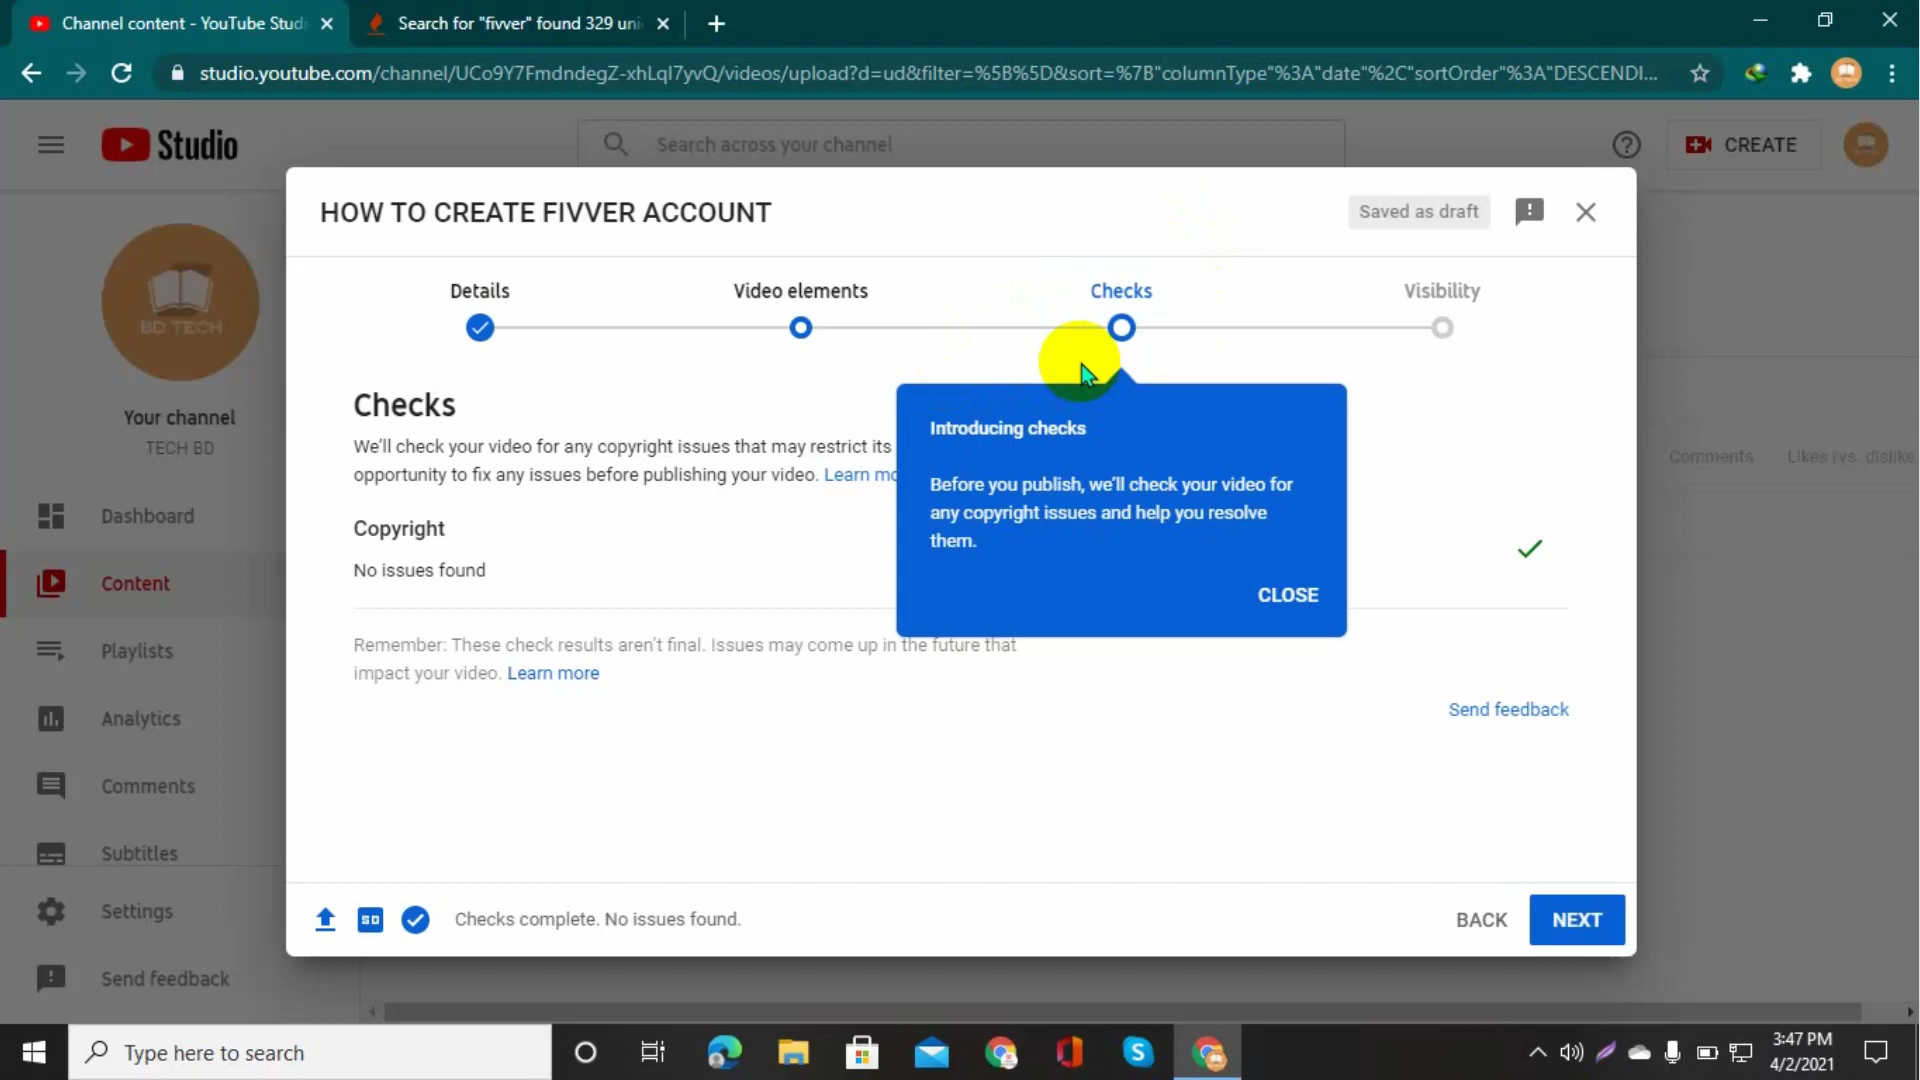 Channel content - YouTube Stud
Search for "fivver" found 329 uni
studio.youtube.com/channel/UCo9Y7FmdndegZ-xhLqI7yvQ/videos/upload?d=ud&filter=%5B%5D&sort=%7B"columnType"%3A"date"%2C"sortOrder"%3A"DESCENDI...
Studio
Search across your channel
CREATE
HOW TO CREATE FIVVER ACCOUNT
Saved as draft
Details
Video elements
Checks
Visibility
BD TECH
Your channel
TECH BD
Dashboard
Content
Playlists
Analytics
Comments
Subtitles
Settings
Send feedback
Checks
We'll check your video for any copyright issues that may restrict its
opportunity to fix any issues before publishing your video. Learn mo
Copyright
No issues found
Introducing checks
Before you publish, we'll check your video for
any copyright issues and help you resolve
them.
CLOSE
Remember: These check results aren't final. Issues may come up in the future that
impact your video. Learn more
Send feedback
Comments
Likes (vs. dislike
SD
Checks complete. No issues found.
BACK
NEXT
Type here to search
3:47 PM
4/2/2021